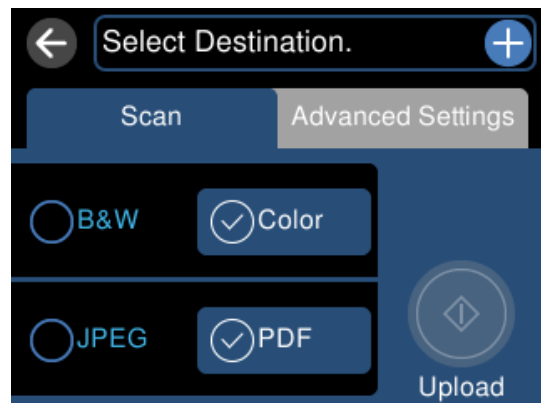 Select Destination.
Scan
Advanced Settings
B&W
Color
JPEG
PDF
Upload